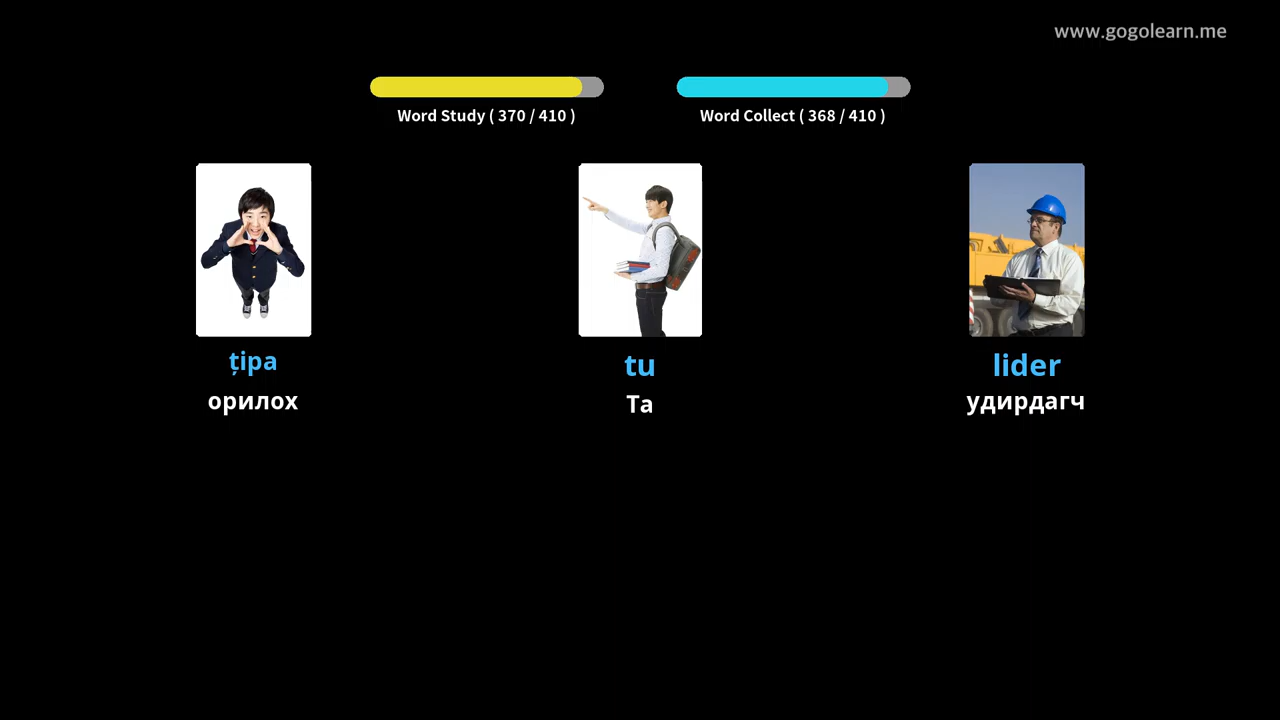 www.gogolearn.me
Word Study ( 370 / 410 )
Word Collect ( 368 / 410 )
țipa
tu
lider
орилох
Та
удирдагч